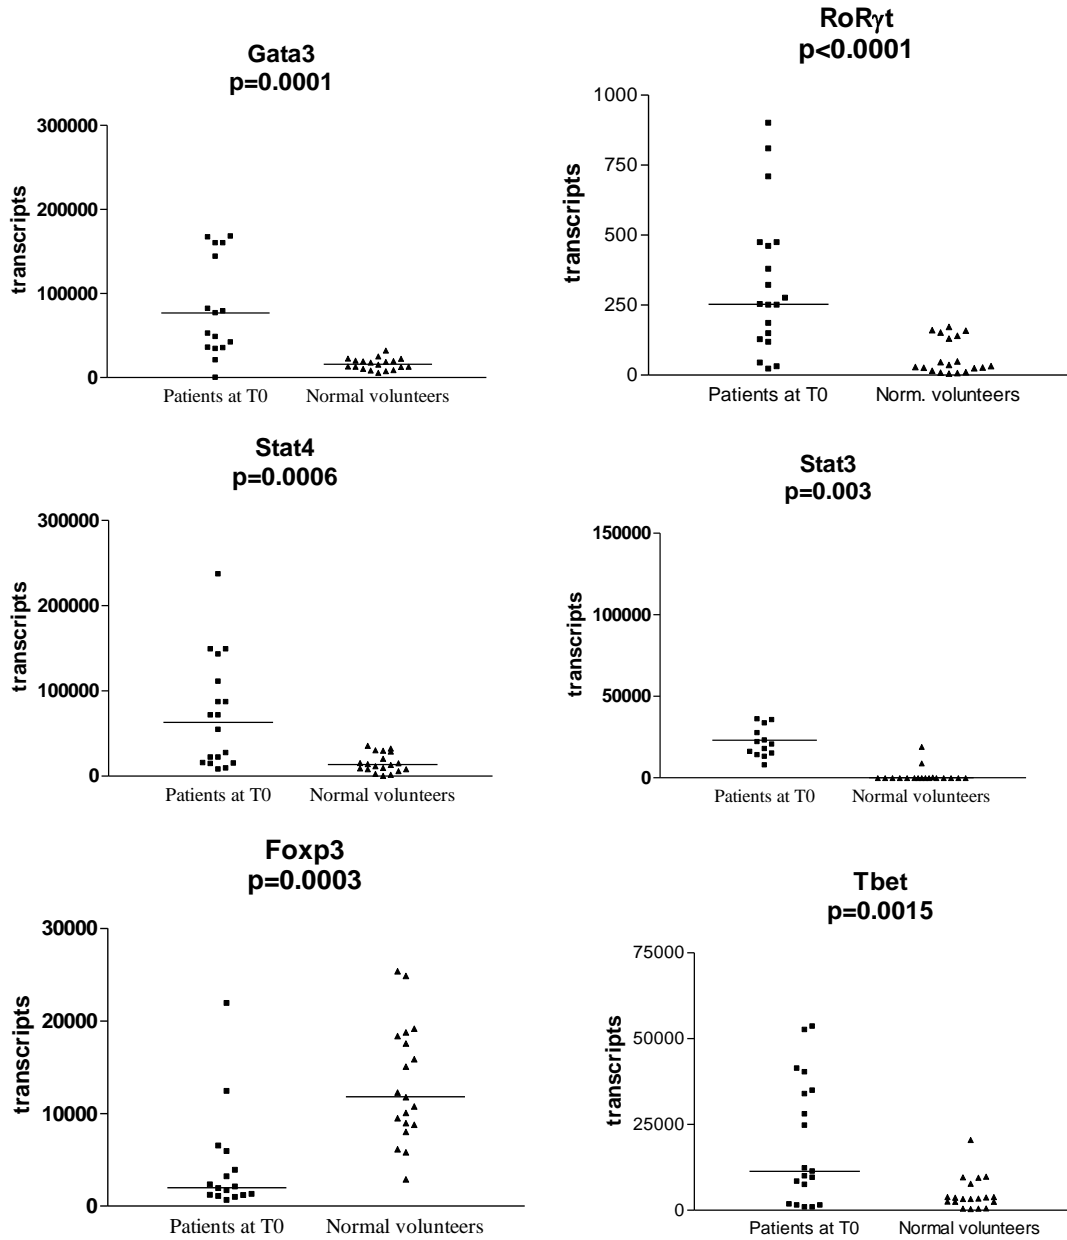 Gata3
p=0.0001
300000
200000
100000
0
transcripts
Patients at T0
Normal volunteers
RoRγt
p<0.0001
1000
750
500
250
0
transcripts
Patients at T0
Norm. volunteers
Stat4
p=0.0006
300000
200000
100000
0
transcripts
Patients at T0
Normal volunteers
Stat3
p=0.003
150000
100000
50000
0
transcripts
Patients at T0
Normal volunteers
Foxp3
p=0.0003
30000
20000
10000
0
transcripts
Patients at T0
Normal volunteers
Tbet
p=0.0015
75000
50000
25000
0
transcripts
Patients at T0
Normal volunteers